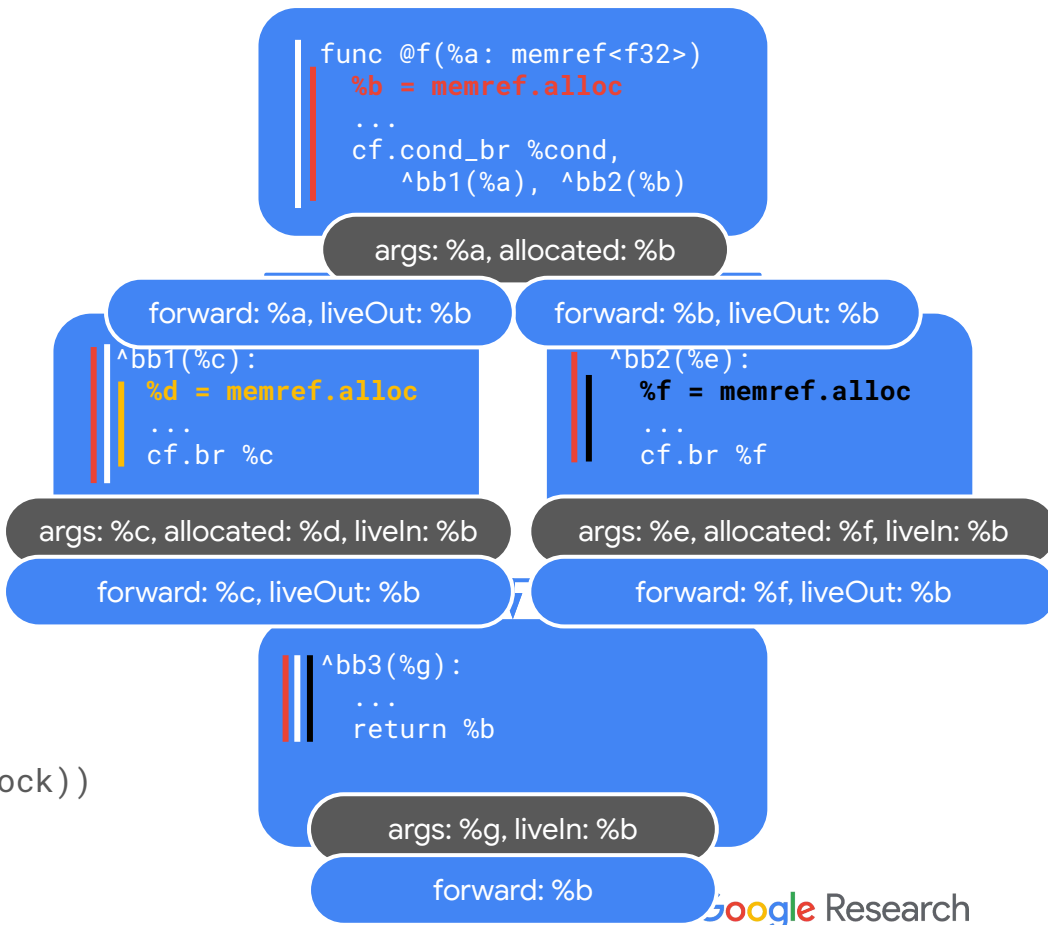 func @f(%a: memref<f32>)
%b = memref.alloc
...
cf.cond_br %cond,
^bb1(%a), ^bb2(%b)
args: %a, allocated: %b
forward: %a, liveOut: %b
forward: %b, liveOut: %b
^bb1(%c):
%d = memref.alloc
...
cf.br %c
^bb2(%e):
%f = memref.alloc
...
cf.br %f
args: %c, allocated: %d, liveIn: %b
args: %e, allocated: %f, liveIn: %b
forward: %c, liveOut: %b
forward: %f, liveOut: %b
^bb3(%g):
...
return %b
ock))
args: %g, liveIn: %b
forward: %b
Google Research